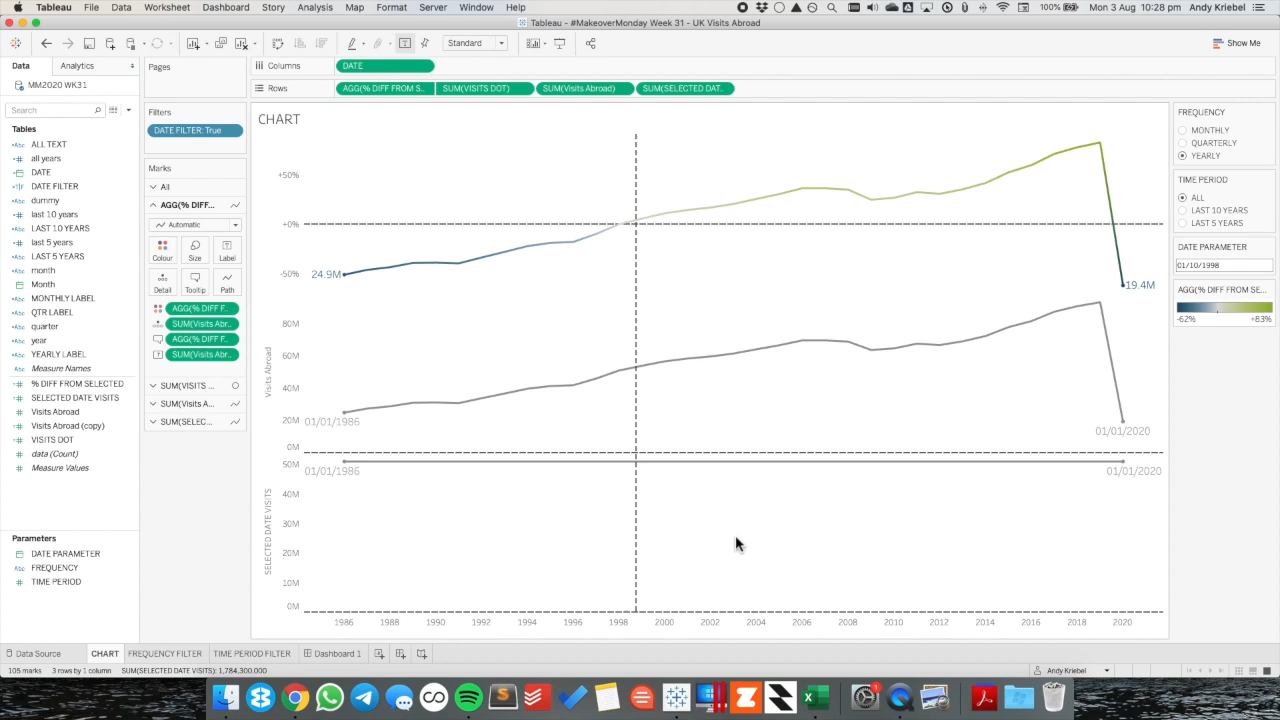 Tableau File Data Worksheet Dashboard Story Analysis Map Format Server Window Help 100% Mon 3 Aug 10:28 pm Andy Kriebel
Tableau - #MakeoverMonday Week 31 - UK Visits Abroad
Standard Show Me
Data Analytics
MM2020 WK31
Search
Tables
ALL TEXT
all years
DATE
DATE FILTER
dummy
last 10 years
LAST 10 YEARS
last 5 years
LAST 5 YEARS
month
Month
MONTHLY LABEL
QTR LABEL
quarter
year
YEARLY LABEL
Measure Names
% DIFF FROM SELECTED
SELECTED DATE VISITS
Visits Abroad
Visits Abroad (copy)
VISITS DOT
data (Count)
Measure Values
Parameters
DATE PARAMETER
FREQUENCY
TIME PERIOD
Pages
Filters
DATE FILTER: True
Marks
All
AGG(% DIFF...
Automatic
Colour Size Label
Detail Tooltip Path
AGG(% DIFF F..
SUM(Visits Abr..
AGG(% DIFF F..
SUM(Visits Abr..
SUM(VISITS ...
SUM(Visits A...
SUM(SELEC...
Columns DATE
Rows AGG(% DIFF FROM S.. SUM(VISITS DOT) SUM(Visits Abroad) SUM(SELECTED DAT..
CHART
+50%
+0%
-50%
24.9M
19.4M
Visits Abroad
80M
60M
40M
20M
0M
01/01/1986
01/01/2020
SELECTED DATE VISITS
50M
40M
30M
20M
10M
0M
01/01/1986
01/01/2020
1986 1988 1990 1992 1994 1996 1998 2000 2002 2004 2006 2008 2010 2012 2014 2016 2018 2020
FREQUENCY
MONTHLY
QUARTERLY
YEARLY
TIME PERIOD
ALL
LAST 10 YEARS
LAST 5 YEARS
DATE PARAMETER
01/10/1998
AGG(% DIFF FROM SE...
-62% +83%
Data Source CHART FREQUENCY FILTER TIME PERIOD FILTER Dashboard 1
105 marks 3 rows by 1 column SUM(SELECTED DATE VISITS): 1,784,300,000 Andy Kriebel